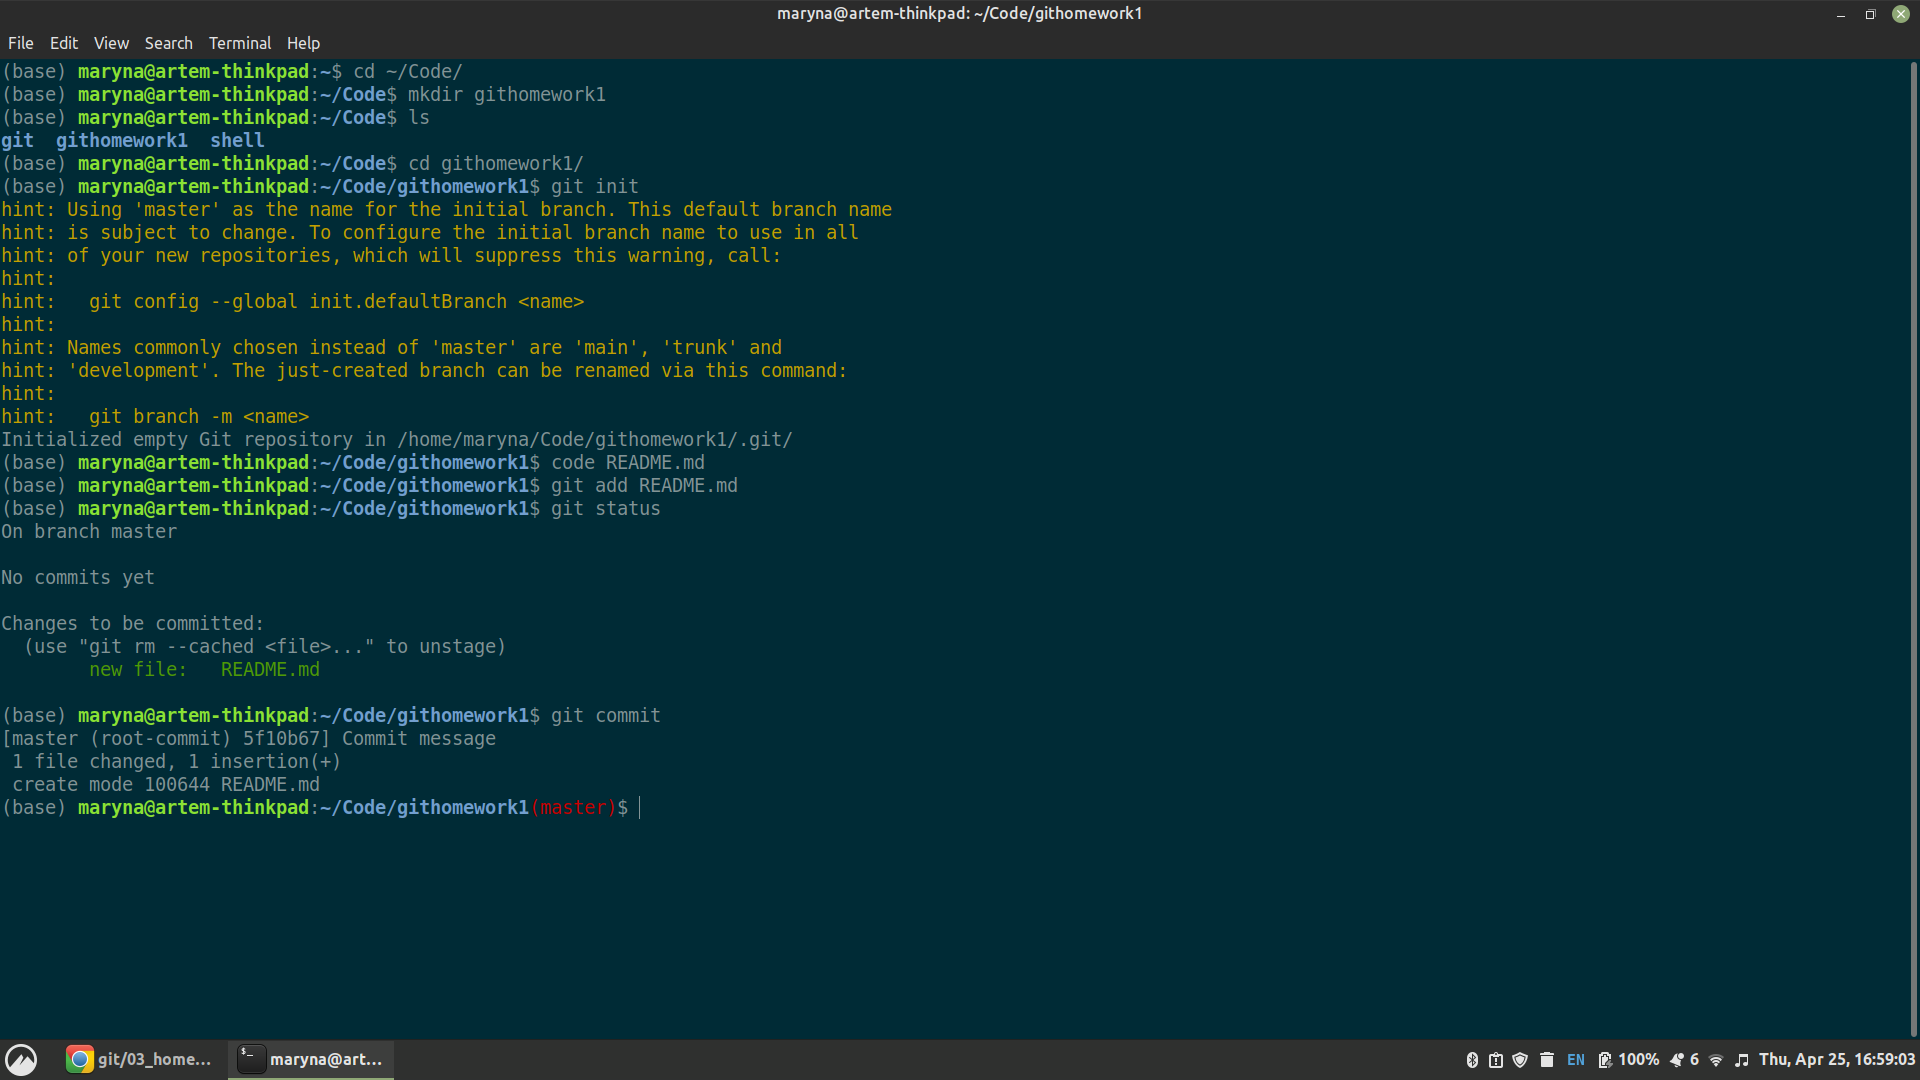 maryna@artem-thinkpad: ~/Code/githomework1
File Edit View Search Terminal Help
(base) maryna@artem-thinkpad:~$ cd ~/Code/
(base) maryna@artem-thinkpad:~/Code$ mkdir githomework1
(base) maryna@artem-thinkpad:~/Code$ ls
git  githomework1  shell
(base) maryna@artem-thinkpad:~/Code$ cd githomework1/
(base) maryna@artem-thinkpad:~/Code/githomework1$ git init
hint: Using 'master' as the name for the initial branch. This default branch name
hint: is subject to change. To configure the initial branch name to use in all
hint: of your new repositories, which will suppress this warning, call:
hint:
hint:   git config --global init.defaultBranch <name>
hint:
hint: Names commonly chosen instead of 'master' are 'main', 'trunk' and
hint: 'development'. The just-created branch can be renamed via this command:
hint:
hint:   git branch -m <name>
Initialized empty Git repository in /home/maryna/Code/githomework1/.git/
(base) maryna@artem-thinkpad:~/Code/githomework1$ code README.md
(base) maryna@artem-thinkpad:~/Code/githomework1$ git add README.md
(base) maryna@artem-thinkpad:~/Code/githomework1$ git status
On branch master
No commits yet
Changes to be committed:
  (use "git rm --cached <file>..." to unstage)
        new file:   README.md
(base) maryna@artem-thinkpad:~/Code/githomework1$ git commit
[master (root-commit) 5f10b67] Commit message
 1 file changed, 1 insertion(+)
 create mode 100644 README.md
(base) maryna@artem-thinkpad:~/Code/githomework1(master)$
git/03_home... maryna@art... EN 100% 6 Thu, Apr 25, 16:59:03